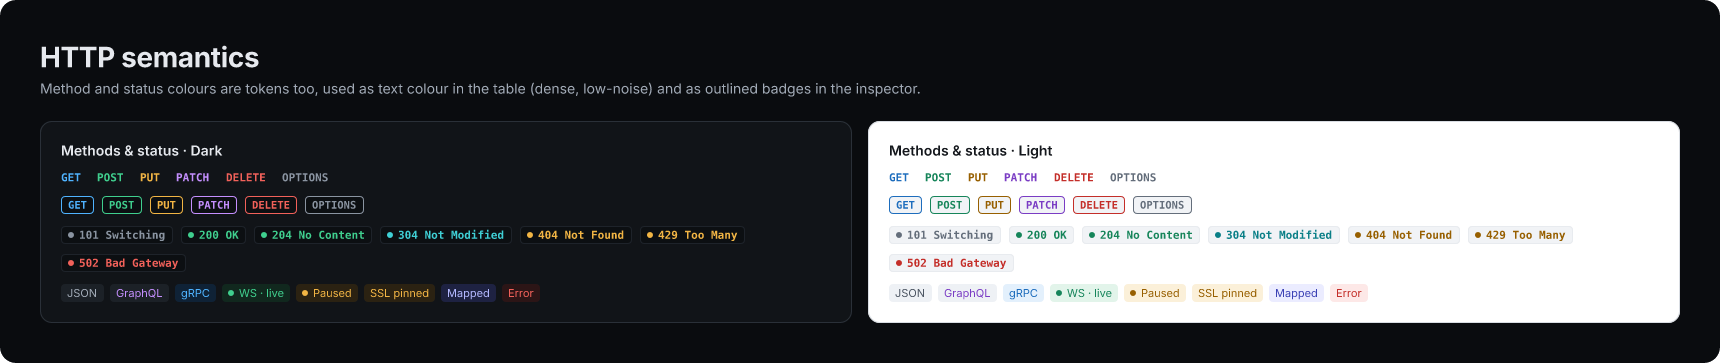 HTTP semantics
Method and status colours are tokens too, used as text colour in the table (dense, low-noise) and as outlined badges in the inspector.
Methods & status · Dark
GET POST PUT PATCH DELETE OPTIONS
GET POST PUT PATCH DELETE OPTIONS
101 Switching 200 OK 204 No Content 304 Not Modified 404 Not Found 429 Too Many
502 Bad Gateway
JSON GraphQL gRPC WS · live Paused SSL pinned Mapped Error
Methods & status · Light
GET POST PUT PATCH DELETE OPTIONS
GET POST PUT PATCH DELETE OPTIONS
101 Switching 200 OK 204 No Content 304 Not Modified 404 Not Found 429 Too Many
502 Bad Gateway
JSON GraphQL gRPC WS · live Paused SSL pinned Mapped Error